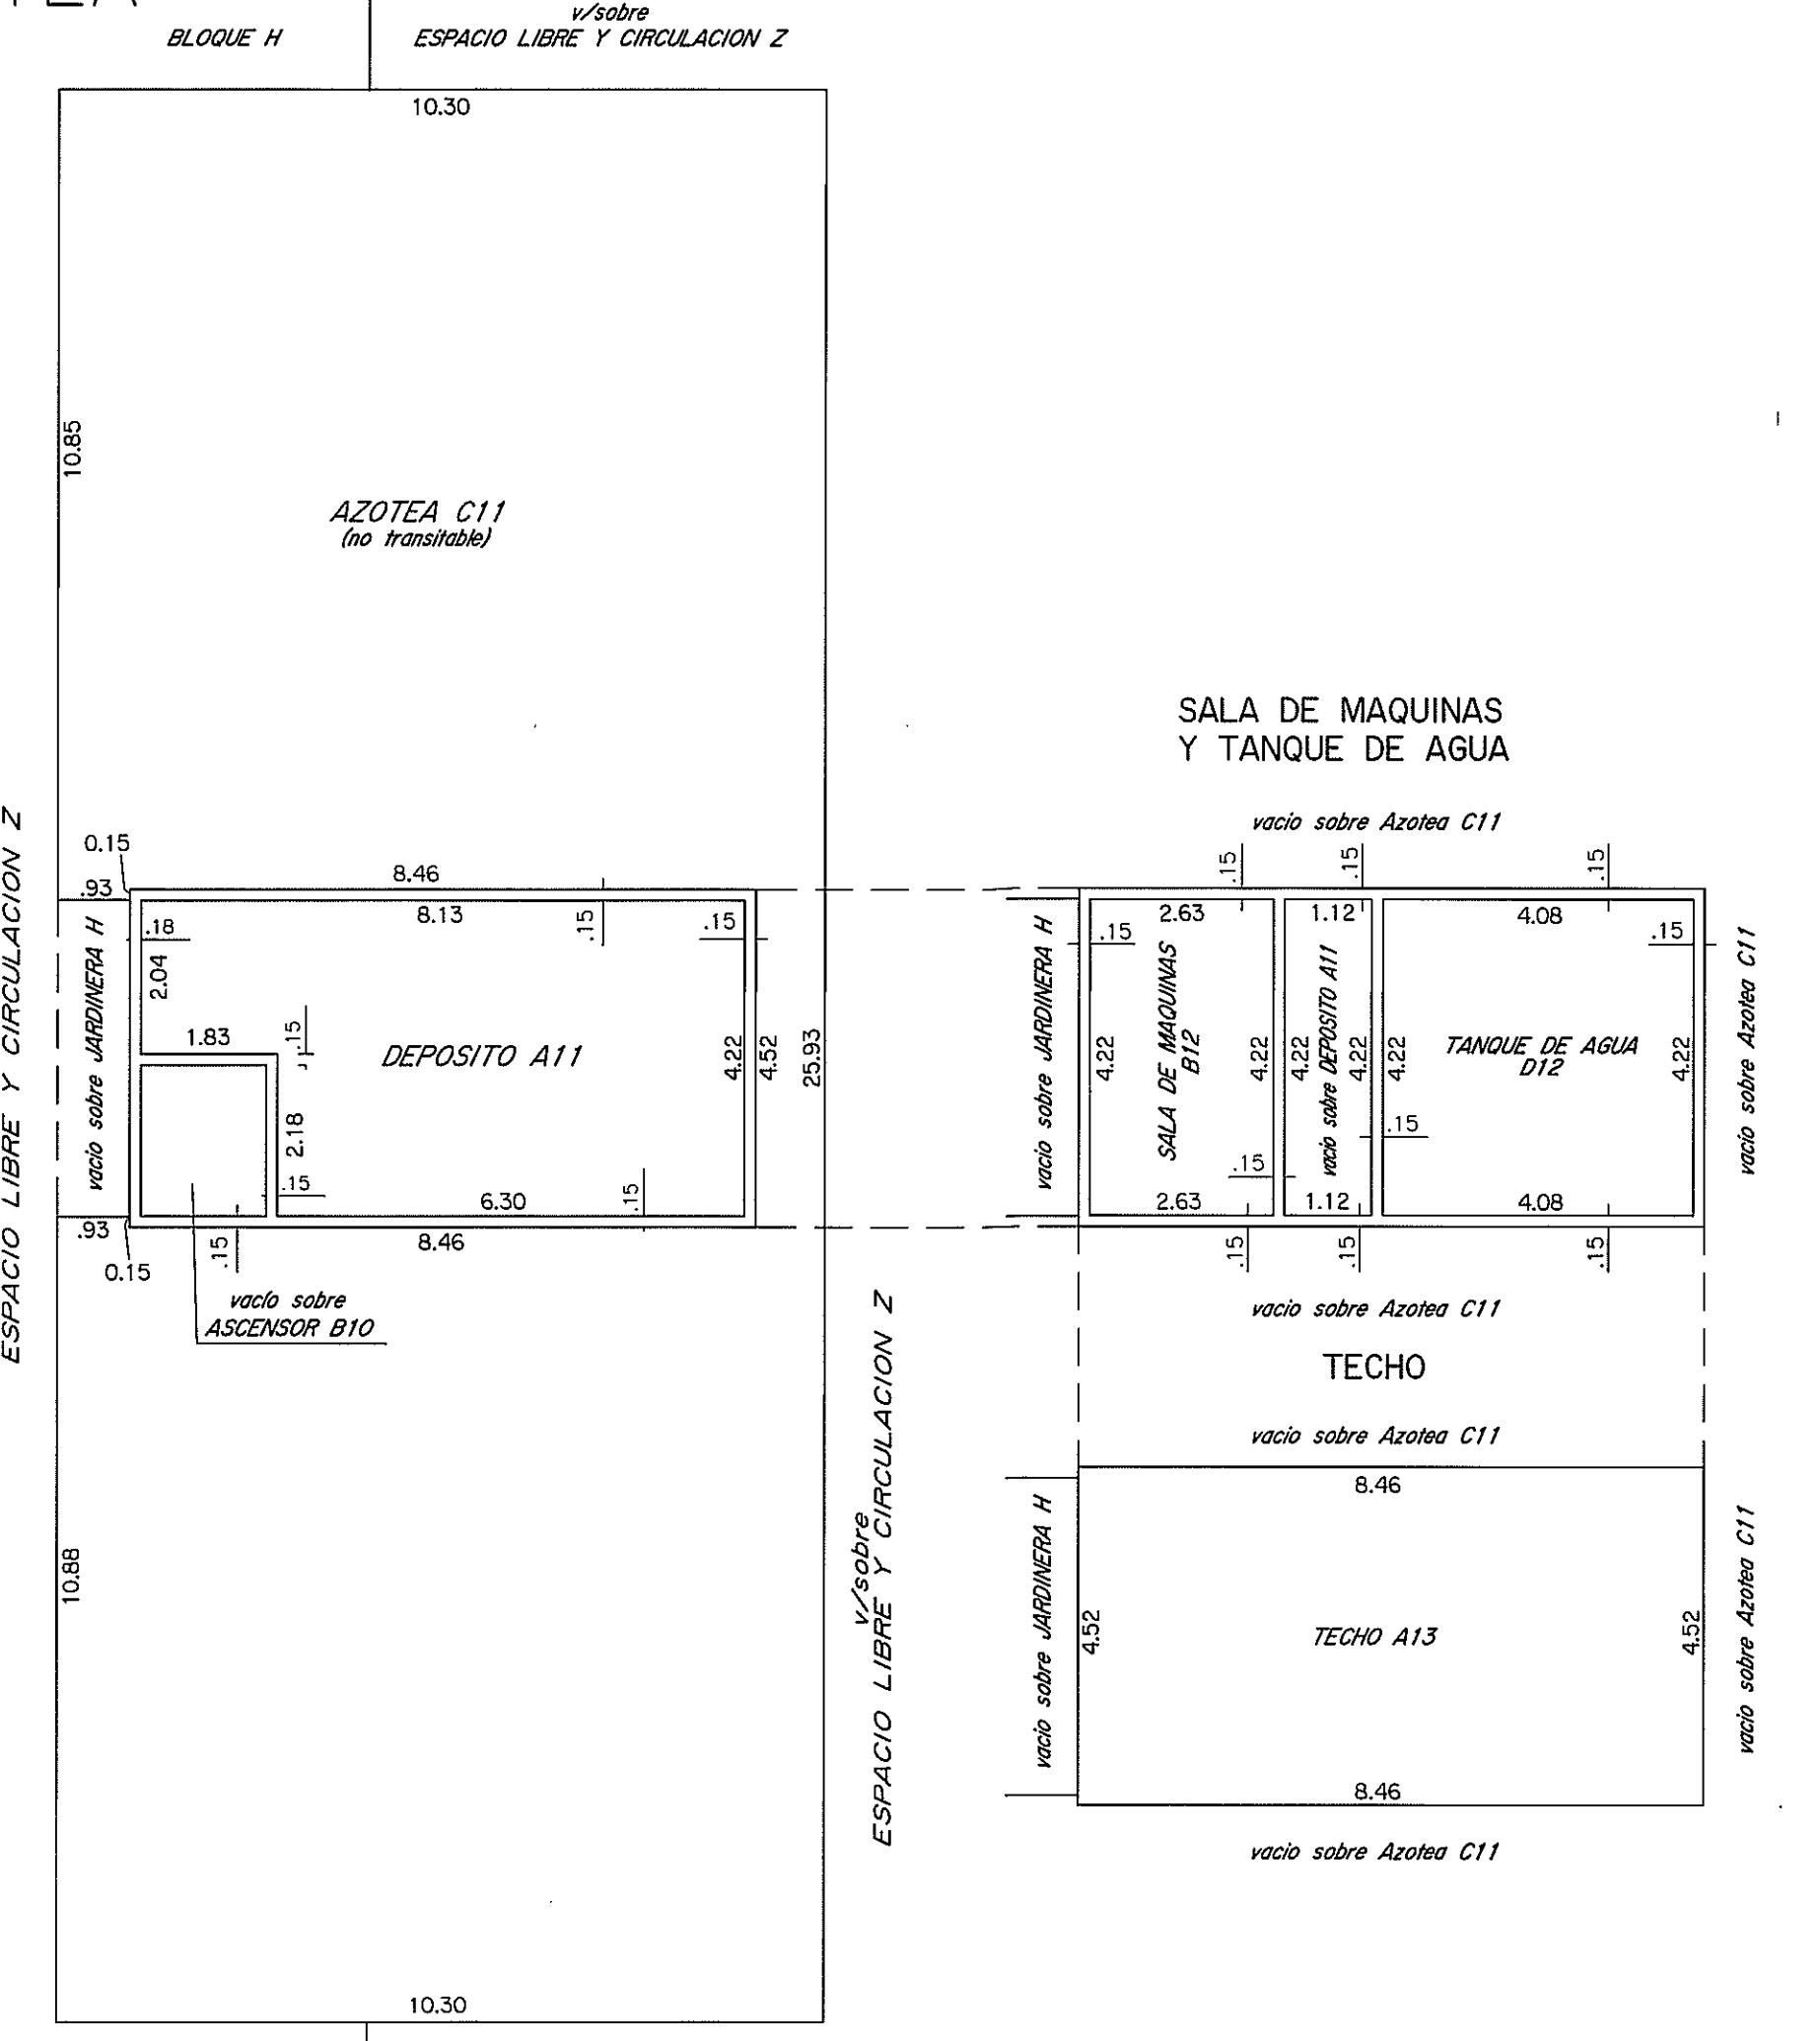 BLOQUE H
v/sobre
ESPACIO LIBRE Y CIRCULACION Z
10.30
10.85
AZOTEA C11
(no transitable)
ESPACIO LIBRE Y CIRCULACION Z
0.15
.93
8.46
8.13
.18
.15
.15
vacio sobre JARDINERA H
2.04
1.83
.15
DEPOSITO A11
4.22
4.52
25.93
2.18
.15
6.30
.15
.93
0.15
.15
8.46
vacío sobre
ASCENSOR B10
10.88
v/sobre
ESPACIO LIBRE Y CIRCULACION Z
10.30
SALA DE MAQUINAS
Y TANQUE DE AGUA
vacio sobre Azotea C11
.15
.15
.15
2.63
1.12
4.08
.15
.15
vacio sobre JARDINERA H
4.22
SALA DE MAQUINAS
B12
4.22
4.22
vacio sobre DEPOSITO A11
4.22
4.22
TANQUE DE AGUA
D12
4.22
vacio sobre Azotea C11
.15
.15
2.63
1.12
4.08
.15
.15
.15
vacio sobre Azotea C11
TECHO
vacio sobre Azotea C11
8.46
vacio sobre JARDINERA H
4.52
TECHO A13
4.52
vacio sobre Azotea C11
8.46
vacio sobre Azotea C11